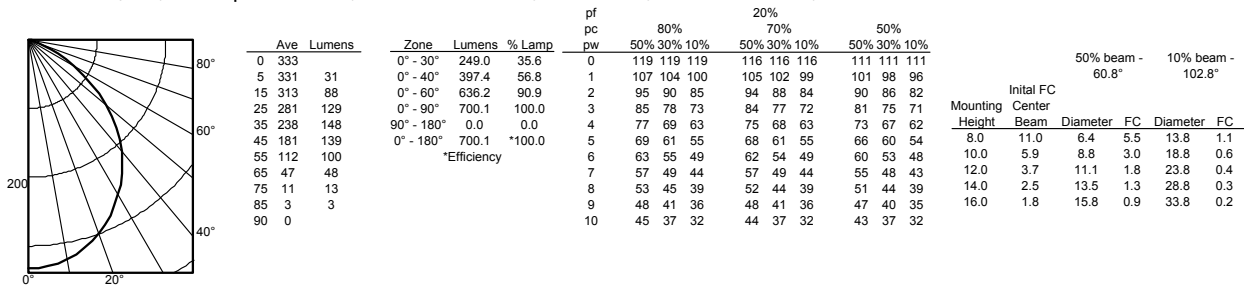 80°
60°
200
40°
0° 20°
Ave Lumens
0 333
5 331 31
15 313 88
25 281 129
35 238 148
45 181 139
55 112 100
65 47 48
75 11 13
85 3 3
90 0
Zone Lumens % Lamp
0° - 30° 249.0 35.6
0° - 40° 397.4 56.8
0° - 60° 636.2 90.9
0° - 90° 700.1 100.0
90° - 180° 0.0 0.0
0° - 180° 700.1 *100.0
*Efficiency
pf 20%
pc 80% 70% 50%
pw 50% 30% 10% 50% 30% 10% 50% 30% 10%
0 119 119 119 116 116 116 111 111 111
1 107 104 100 105 102 99 101 98 96
2 95 90 85 94 88 84 90 86 82
3 85 78 73 84 77 72 81 75 71
4 77 69 63 75 68 63 73 67 62
5 69 61 55 68 61 55 66 60 54
6 63 55 49 62 54 49 60 53 48
7 57 49 44 57 49 44 55 48 43
8 53 45 39 52 44 39 51 44 39
9 48 41 36 48 41 36 47 40 35
10 45 37 32 44 37 32 43 37 32
50% beam - 10% beam -
60.8° 102.8°
Inital FC
Mounting Center
Height Beam Diameter FC Diameter FC
8.0 11.0 6.4 5.5 13.8 1.1
10.0 5.9 8.8 3.0 18.8 0.6
12.0 3.7 11.1 1.8 23.8 0.4
14.0 2.5 13.5 1.3 28.8 0.3
16.0 1.8 15.8 0.9 33.8 0.2